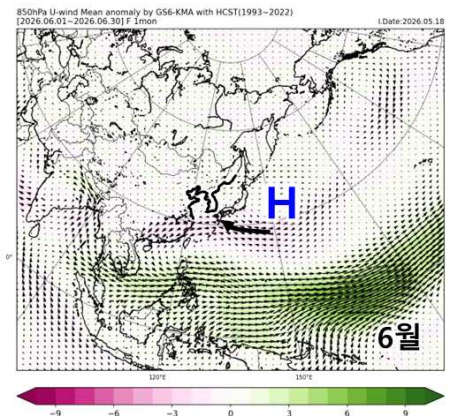 850hPa U-wind Mean anomaly by GS6-KMA with HCST(1993~2022)
[2026.06.01~2026.06.30] F 1mon
I.Date:2026.05.18
H
0°
6월
120°E 150°E
−9 −6 −3 0 3 6 9